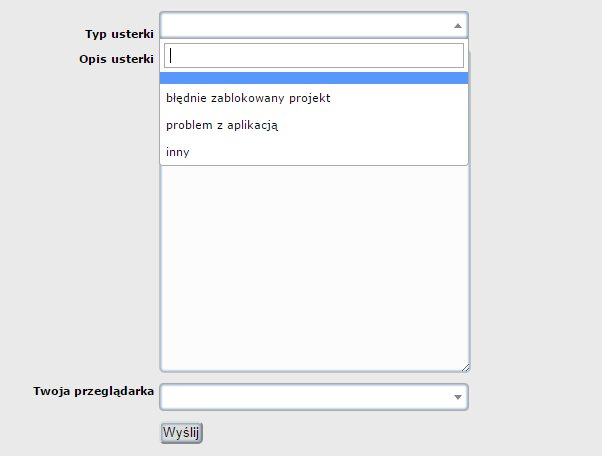 Typ usterki
Opis usterki
błędnie zablokowany projekt
problem z aplikacją
inny
Twoja przeglądarka
Wyślij